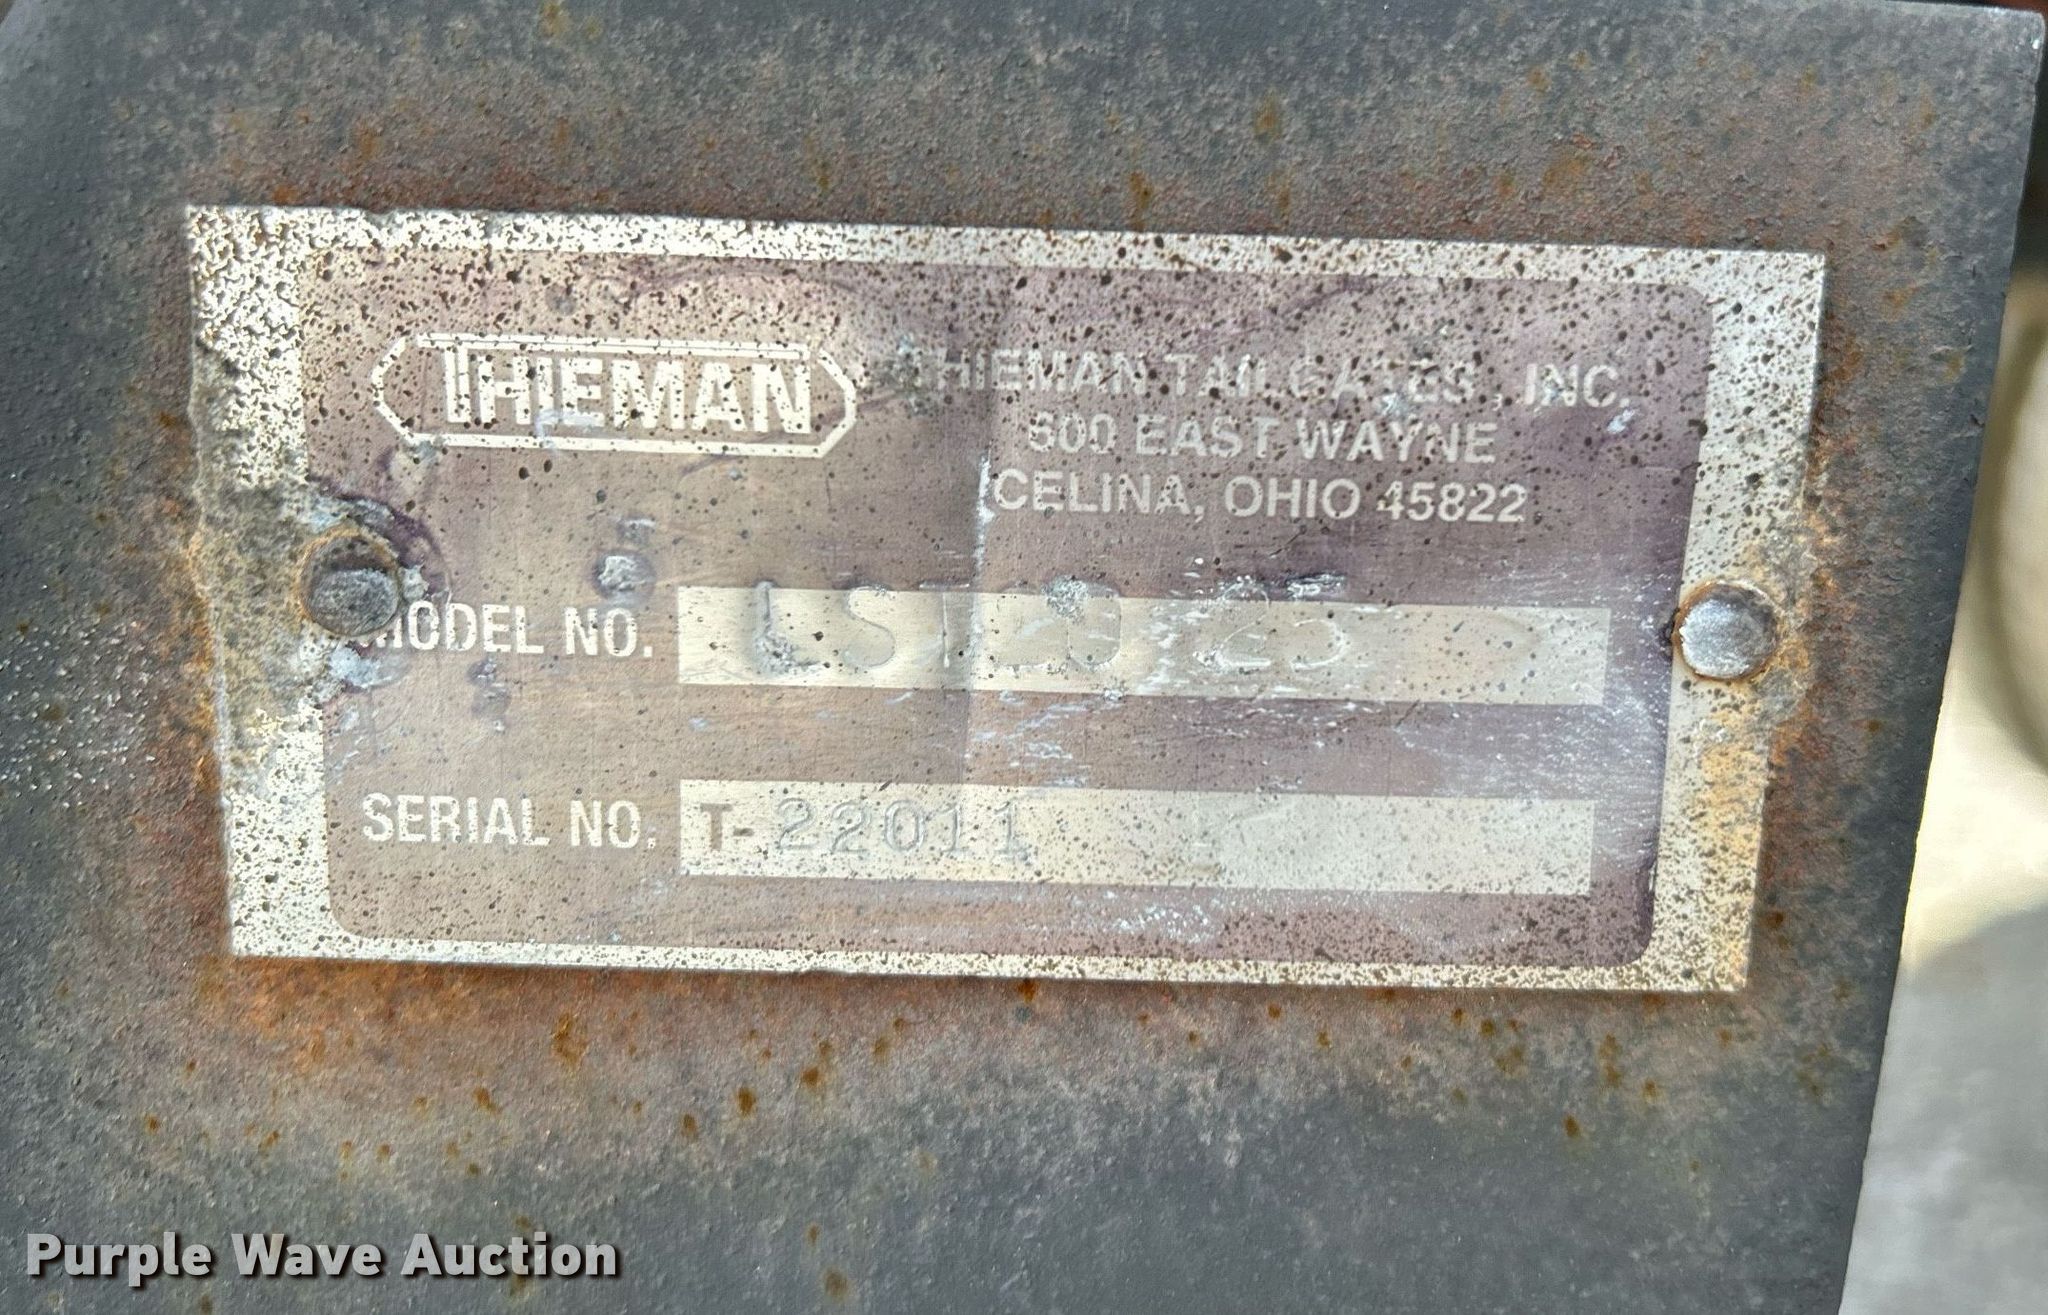 THIEMAN
THIEMAN TAILGATES, INC.
600 EAST WAYNE
CELINA, OHIO 45822
MODEL NO.
SERIAL NO. T-22011
Purple Wave Auction